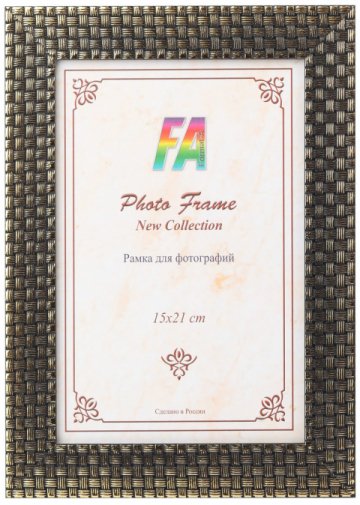 FA
Photo Frame
New Collection
Рамка для фотографий
15x21 cm
Сделано в России